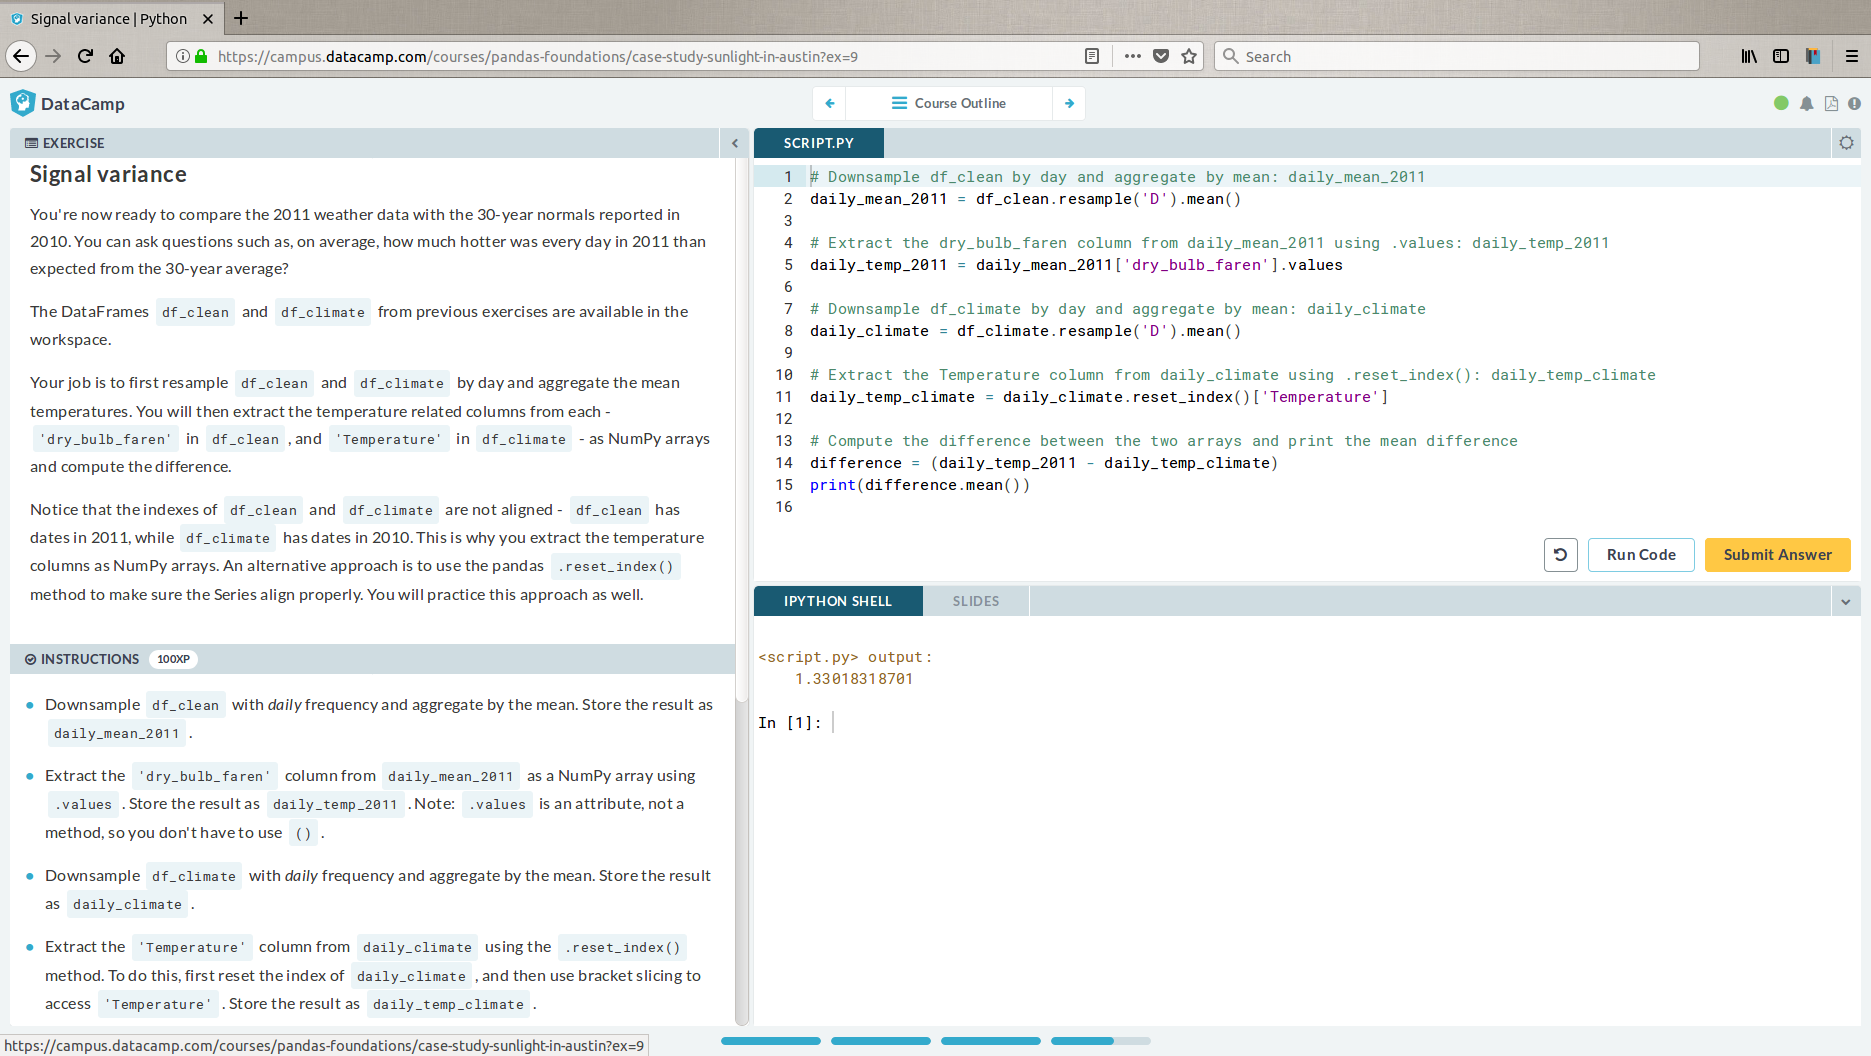 Signal variance | Python
https://campus.datacamp.com/courses/pandas-foundations/case-study-sunlight-in-austin?ex=9
Search
DataCamp
Course Outline
EXERCISE
Signal variance
You're now ready to compare the 2011 weather data with the 30-year normals reported in
2010. You can ask questions such as, on average, how much hotter was every day in 2011 than
expected from the 30-year average?
The DataFrames df_clean and df_climate from previous exercises are available in the
workspace.
Your job is to first resample df_clean and df_climate by day and aggregate the mean
temperatures. You will then extract the temperature related columns from each -
'dry_bulb_faren' in df_clean , and 'Temperature' in df_climate - as NumPy arrays
and compute the difference.
Notice that the indexes of df_clean and df_climate are not aligned - df_clean has
dates in 2011, while df_climate has dates in 2010. This is why you extract the temperature
columns as NumPy arrays. An alternative approach is to use the pandas .reset_index()
method to make sure the Series align properly. You will practice this approach as well.
INSTRUCTIONS 100XP
Downsample df_clean with daily frequency and aggregate by the mean. Store the result as
daily_mean_2011 .
Extract the 'dry_bulb_faren' column from daily_mean_2011 as a NumPy array using
.values . Store the result as daily_temp_2011 . Note: .values is an attribute, not a
method, so you don't have to use () .
Downsample df_climate with daily frequency and aggregate by the mean. Store the result
as daily_climate .
Extract the 'Temperature' column from daily_climate using the .reset_index()
method. To do this, first reset the index of daily_climate , and then use bracket slicing to
access 'Temperature' . Store the result as daily_temp_climate .
https://campus.datacamp.com/courses/pandas-foundations/case-study-sunlight-in-austin?ex=9
SCRIPT.PY
1 # Downsample df_clean by day and aggregate by mean: daily_mean_2011
2 daily_mean_2011 = df_clean.resample('D').mean()
3
4 # Extract the dry_bulb_faren column from daily_mean_2011 using .values: daily_temp_2011
5 daily_temp_2011 = daily_mean_2011['dry_bulb_faren'].values
6
7 # Downsample df_climate by day and aggregate by mean: daily_climate
8 daily_climate = df_climate.resample('D').mean()
9
10 # Extract the Temperature column from daily_climate using .reset_index(): daily_temp_climate
11 daily_temp_climate = daily_climate.reset_index()['Temperature']
12
13 # Compute the difference between the two arrays and print the mean difference
14 difference = (daily_temp_2011 - daily_temp_climate)
15 print(difference.mean())
16
Run Code
Submit Answer
IPYTHON SHELL
SLIDES
<script.py> output:
1.33018318701
In [1]: